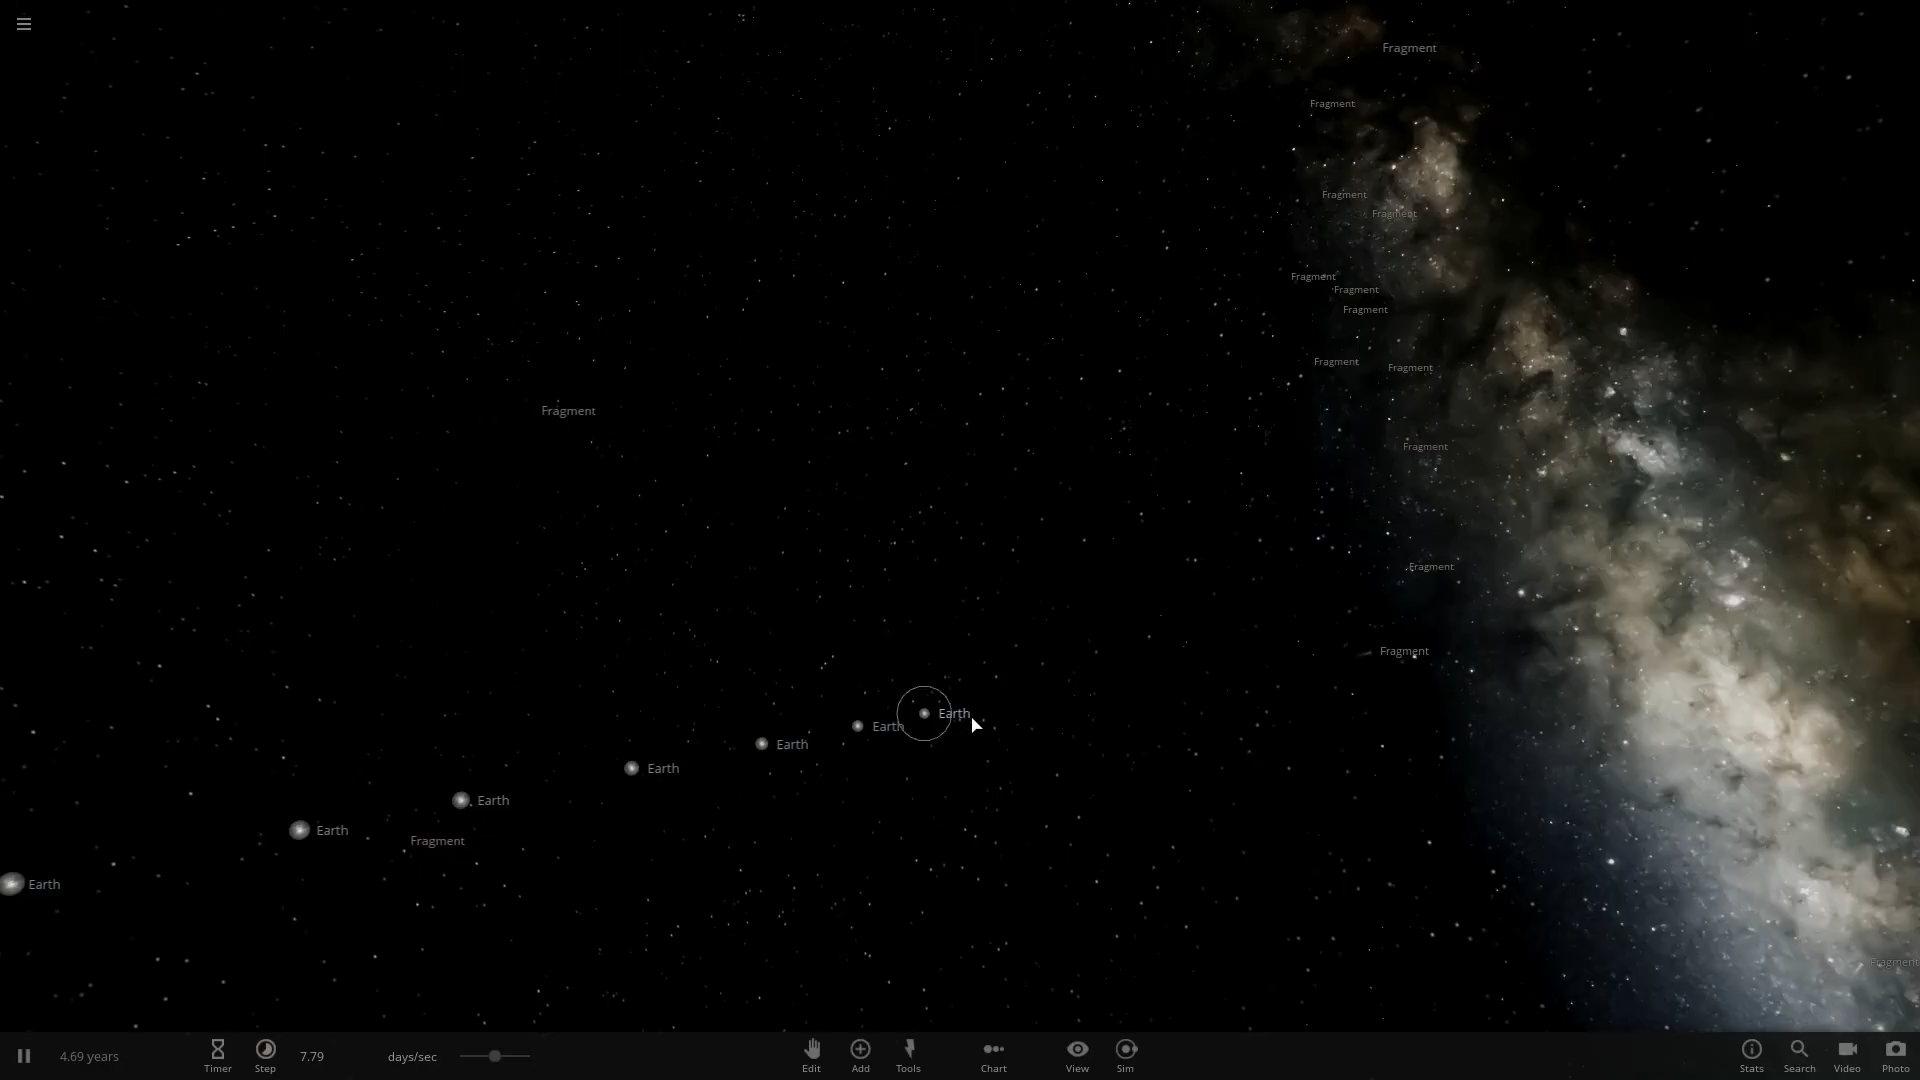 Fragment
Fragment
Fragment
Fragment
Fragment
Fragment
Fragment
Fragment
Fragment
Fragment
Fragment
Fragment
Fragment
Earth
Earth
Earth
Earth
Earth
Earth
Fragment
Earth
Fragment
4.69 years
Timer
Step
7.79
days/sec
Edit
Add
Tools
Chart
View
Sim
Stats
Search
Video
Photo